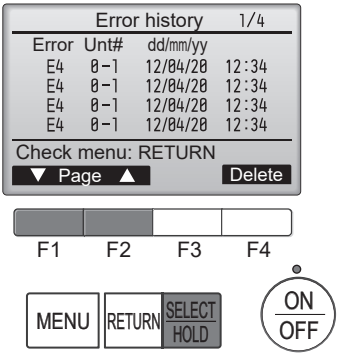 Error history 1/4
Error Unt# dd/mm/yy
E4 0-1 12/04/20 12:34
E4 0-1 12/04/20 12:34
E4 0-1 12/04/20 12:34
E4 0-1 12/04/20 12:34
Check menu: RETURN
▼ Page ▲ Delete
F1 F2 F3 F4
MENU RETURN SELECT HOLD ON OFF